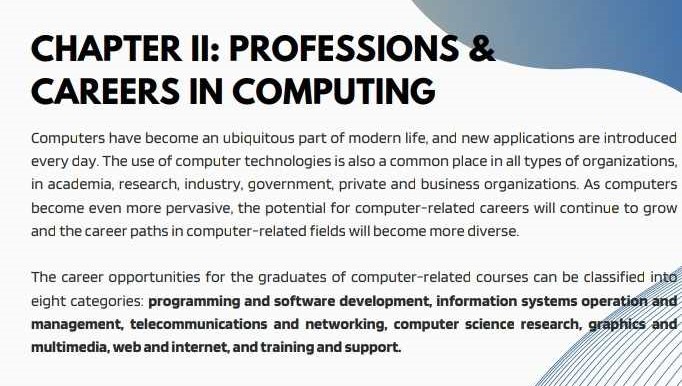 CHAPTER II: PROFESSIONS &
CAREERS IN COMPUTING
Computers have become an ubiquitous part of modern life, and new applications are introduced
every day. The use of computer technologies is also a common place in all types of organizations,
in academia, research, industry, government, private and business organizations. As computers
become even more pervasive, the potential for computer-related careers will continue to grow
and the career paths in computer-related fields will become more diverse.
The career opportunities for the graduates of computer-related courses can be classified into
eight categories: programming and software development, information systems operation and
management, telecommunications and networking, computer science research, graphics and
multimedia, web and internet, and training and support.